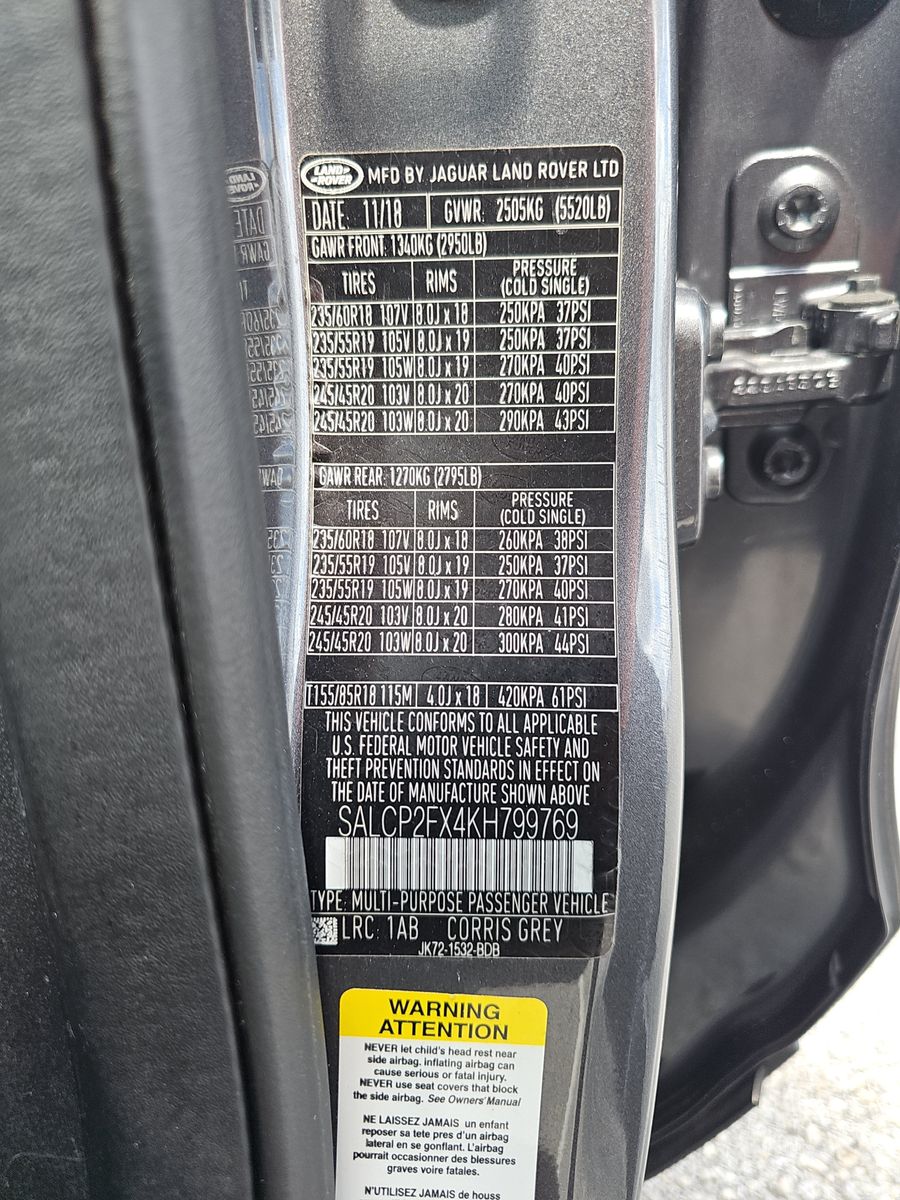 LAND ROVER MFD BY JAGUAR LAND ROVER LTD
DATE: 11/18 GVWR: 2505KG (5520LB)
GAWR FRONT: 1340KG (2950LB)
TIRES RIMS PRESSURE (COLD SINGLE)
235/60R18 107V 8.0J x 18 250KPA 37PSI
235/55R19 105V 8.0J x 19 250KPA 37PSI
235/55R19 105W 8.0J x 19 270KPA 40PSI
245/45R20 103V 8.0J x 20 270KPA 40PSI
245/45R20 103W 8.0J x 20 290KPA 43PSI
GAWR REAR: 1270KG (2795LB)
TIRES RIMS PRESSURE (COLD SINGLE)
235/60R18 107V 8.0J x 18 260KPA 38PSI
235/55R19 105V 8.0J x 19 250KPA 37PSI
235/55R19 105W 8.0J x 19 270KPA 40PSI
245/45R20 103V 8.0J x 20 280KPA 41PSI
245/45R20 103W 8.0J x 20 300KPA 44PSI
T155/85R18 115M 4.0J x 18 420KPA 61PSI
THIS VEHICLE CONFORMS TO ALL APPLICABLE
U.S. FEDERAL MOTOR VEHICLE SAFETY AND
THEFT PREVENTION STANDARDS IN EFFECT ON
THE DATE OF MANUFACTURE SHOWN ABOVE
SALCP2FX4KH799769
TYPE: MULTI-PURPOSE PASSENGER VEHICLE
LRC: 1AB CORRIS GREY
JK72-1532-BDB
WARNING
ATTENTION
NEVER let child's head rest near
side airbag. inflating airbag can
cause serious or fatal injury.
NEVER use seat covers that block
the side airbag. See Owners'Manual
NE LAISSEZ JAMAIS un enfant
reposer sa tete pres d'un airbag
lateral en se gonflant. L'airbag
pourrait occasionner des blessures
graves voire fatales.
N'UTILISEZ JAMAIS de houss